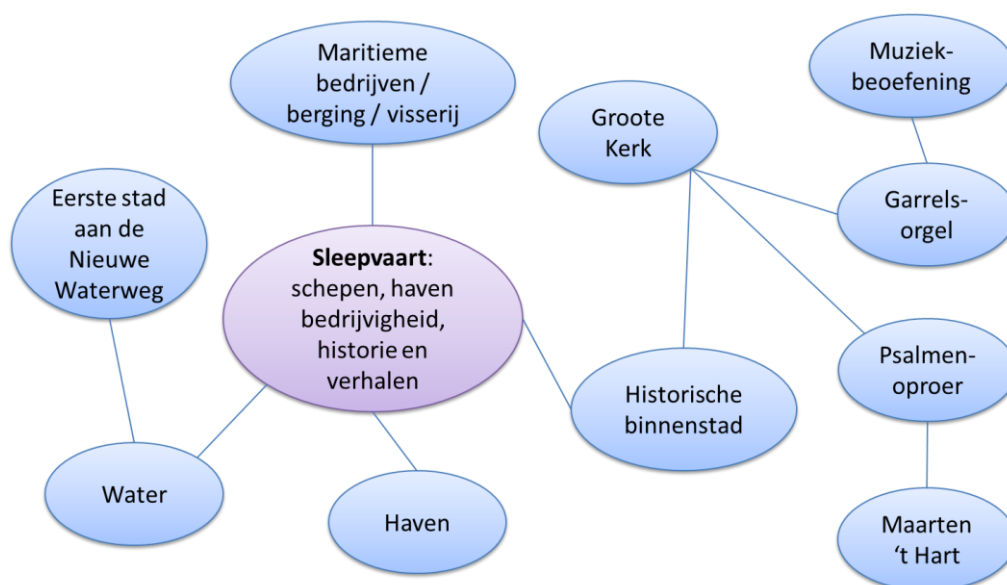 Maritieme
bedrijven /
berging / visserij
Muziek-
beoefening
Groote
Kerk
Eerste stad
aan de
Nieuwe
Waterweg
Garrels-
orgel
Sleepvaart:
schepen, haven
bedrijvigheid,
historie en
verhalen
Psalmen-
oproer
Historische
binnenstad
Water
Haven
Maarten
‘t Hart